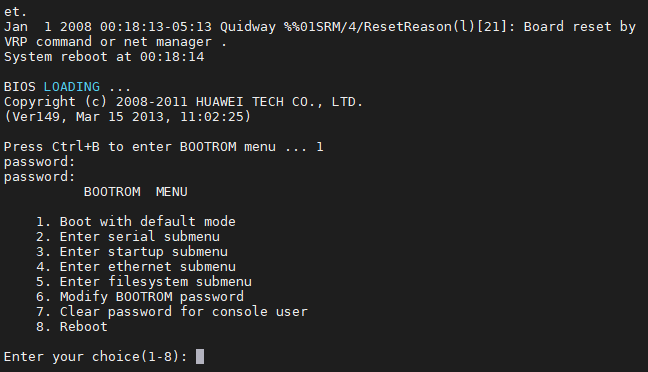 et.
Jan  1 2008 00:18:13-05:13 Quidway %%01SRM/4/ResetReason(l)[21]: Board reset by
VRP command or net manager .
System reboot at 00:18:14
BIOS LOADING ...
Copyright (c) 2008-2011 HUAWEI TECH CO., LTD.
(Ver149, Mar 15 2013, 11:02:25)
Press Ctrl+B to enter BOOTROM menu ... 1
password:
password:
BOOTROM  MENU
1. Boot with default mode
2. Enter serial submenu
3. Enter startup submenu
4. Enter ethernet submenu
5. Enter filesystem submenu
6. Modify BOOTROM password
7. Clear password for console user
8. Reboot
Enter your choice(1-8):